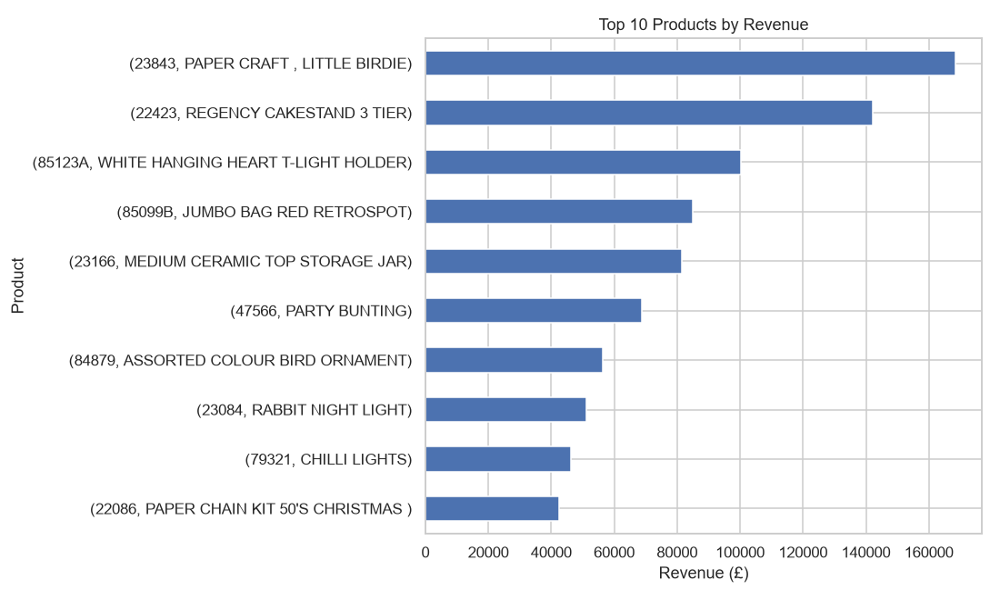 Top 10 Products by Revenue
(23843, PAPER CRAFT , LITTLE BIRDIE)
(22423, REGENCY CAKESTAND 3 TIER)
(85123A, WHITE HANGING HEART T-LIGHT HOLDER)
(85099B, JUMBO BAG RED RETROSPOT)
(23166, MEDIUM CERAMIC TOP STORAGE JAR)
(47566, PARTY BUNTING)
(84879, ASSORTED COLOUR BIRD ORNAMENT)
(23084, RABBIT NIGHT LIGHT)
(79321, CHILLI LIGHTS)
(22086, PAPER CHAIN KIT 50'S CHRISTMAS )
Product
0 20000 40000 60000 80000 100000 120000 140000 160000
Revenue (£)